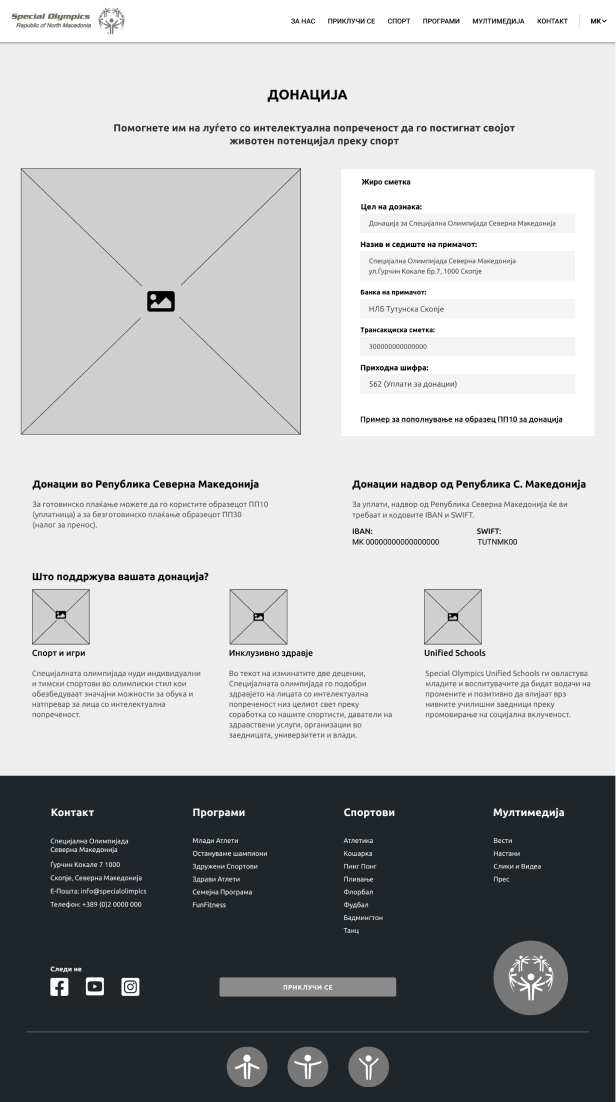 Special Olympics
Republic of North Macedonia
ЗА НАС
ПРИКЛУЧИ СЕ
СПОРТ
ПРОГРАМИ
МУЛТИМЕДИЈА
КОНТАКТ
МК
ДОНАЦИЈА
Помогнете им на луѓето со интелектуална попреченост да го постигнат својот
животен потенцијал преку спорт
Жиро сметка
Цел на дознака:
Донација за Специјална Олимпијада Северна Македонија
Назив и седиште на примачот:
Специјална Олимпијада Северна Македонија
ул.Ѓурчин Кокале бр.7, 1000 Скопје
Банка на примачот:
НЛБ Тутунска Скопје
Трансакциска сметка:
300000000000000
Приходна шифра:
562 (Уплати за донации)
Пример за пополнување на образец ПП10 за донација
Донации во Република Северна Македонија
За готовинско плаќање можете да го користите образецот ПП10
(уплатница) а за безготовинско плаќање образецот ПП30
(налог за пренос).
Донации надвор од Република С. Македонија
За уплати, надвор од Република Северна Македонија ќе ви
требаат и кодовите IBAN и SWIFT.
IBAN:
MK 00000000000000000
SWIFT:
TUTNMK00
Што поддржува вашата донација?
Спорт и игри
Специјалната олимпијада нуди индивидуални
и тимски спортови во олимписки стил кои
обезбедуваат значајни можности за обука и
натпревар за лица со интелектуална
попреченост.
Инклузивно здравје
Во текот на изминатите две децении,
Специјалната олимпијада го подобри
здравјето на лицата со интелектуална
попреченост низ целиот свет преку
соработка со нашите спортисти, даватели на
здравствени услуги, организации во
заедницата, универзитети и влади.
Unified Schools
Special Olympics Unified Schools ги овластува
младите и воспитувачите да бидат водачи на
промените и позитивно да влијаат врз
нивните училишни заедници преку
промовирање на социјална вклученост.
Контакт
Специјална Олимпијада
Северна Македонија
Ѓурчин Кокале 7 1000
Скопје, Северна Македонија
Е-Пошта: info@specialolimpics
Телефон: +389 (0)2 0000 000
Програми
Млади Атлети
Остануваме шампиони
Здружени Спортови
Здрави Атлети
Семејна Програма
FunFitness
Спортови
Атлетика
Кошарка
Пинг Понг
Пливање
Флорбал
Фудбал
Бадмингтон
Танц
Мултимедија
Вести
Настани
Слики и Видеа
Прес
Следи не
ПРИКЛУЧИ СЕ